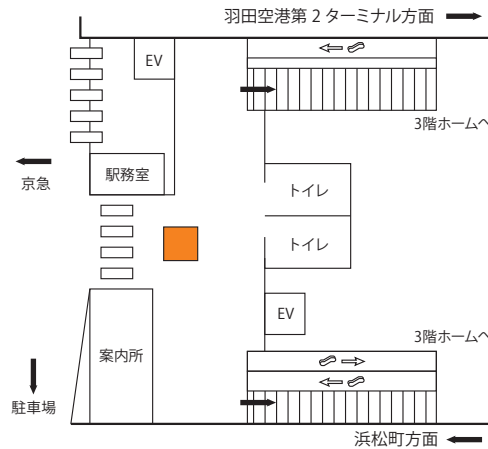 羽田空港第2ターミナル方面
EV
3階ホームへ
京急
駅務室
トイレ
トイレ
EV
3階ホームへ
案内所
駐車場
浜松町方面